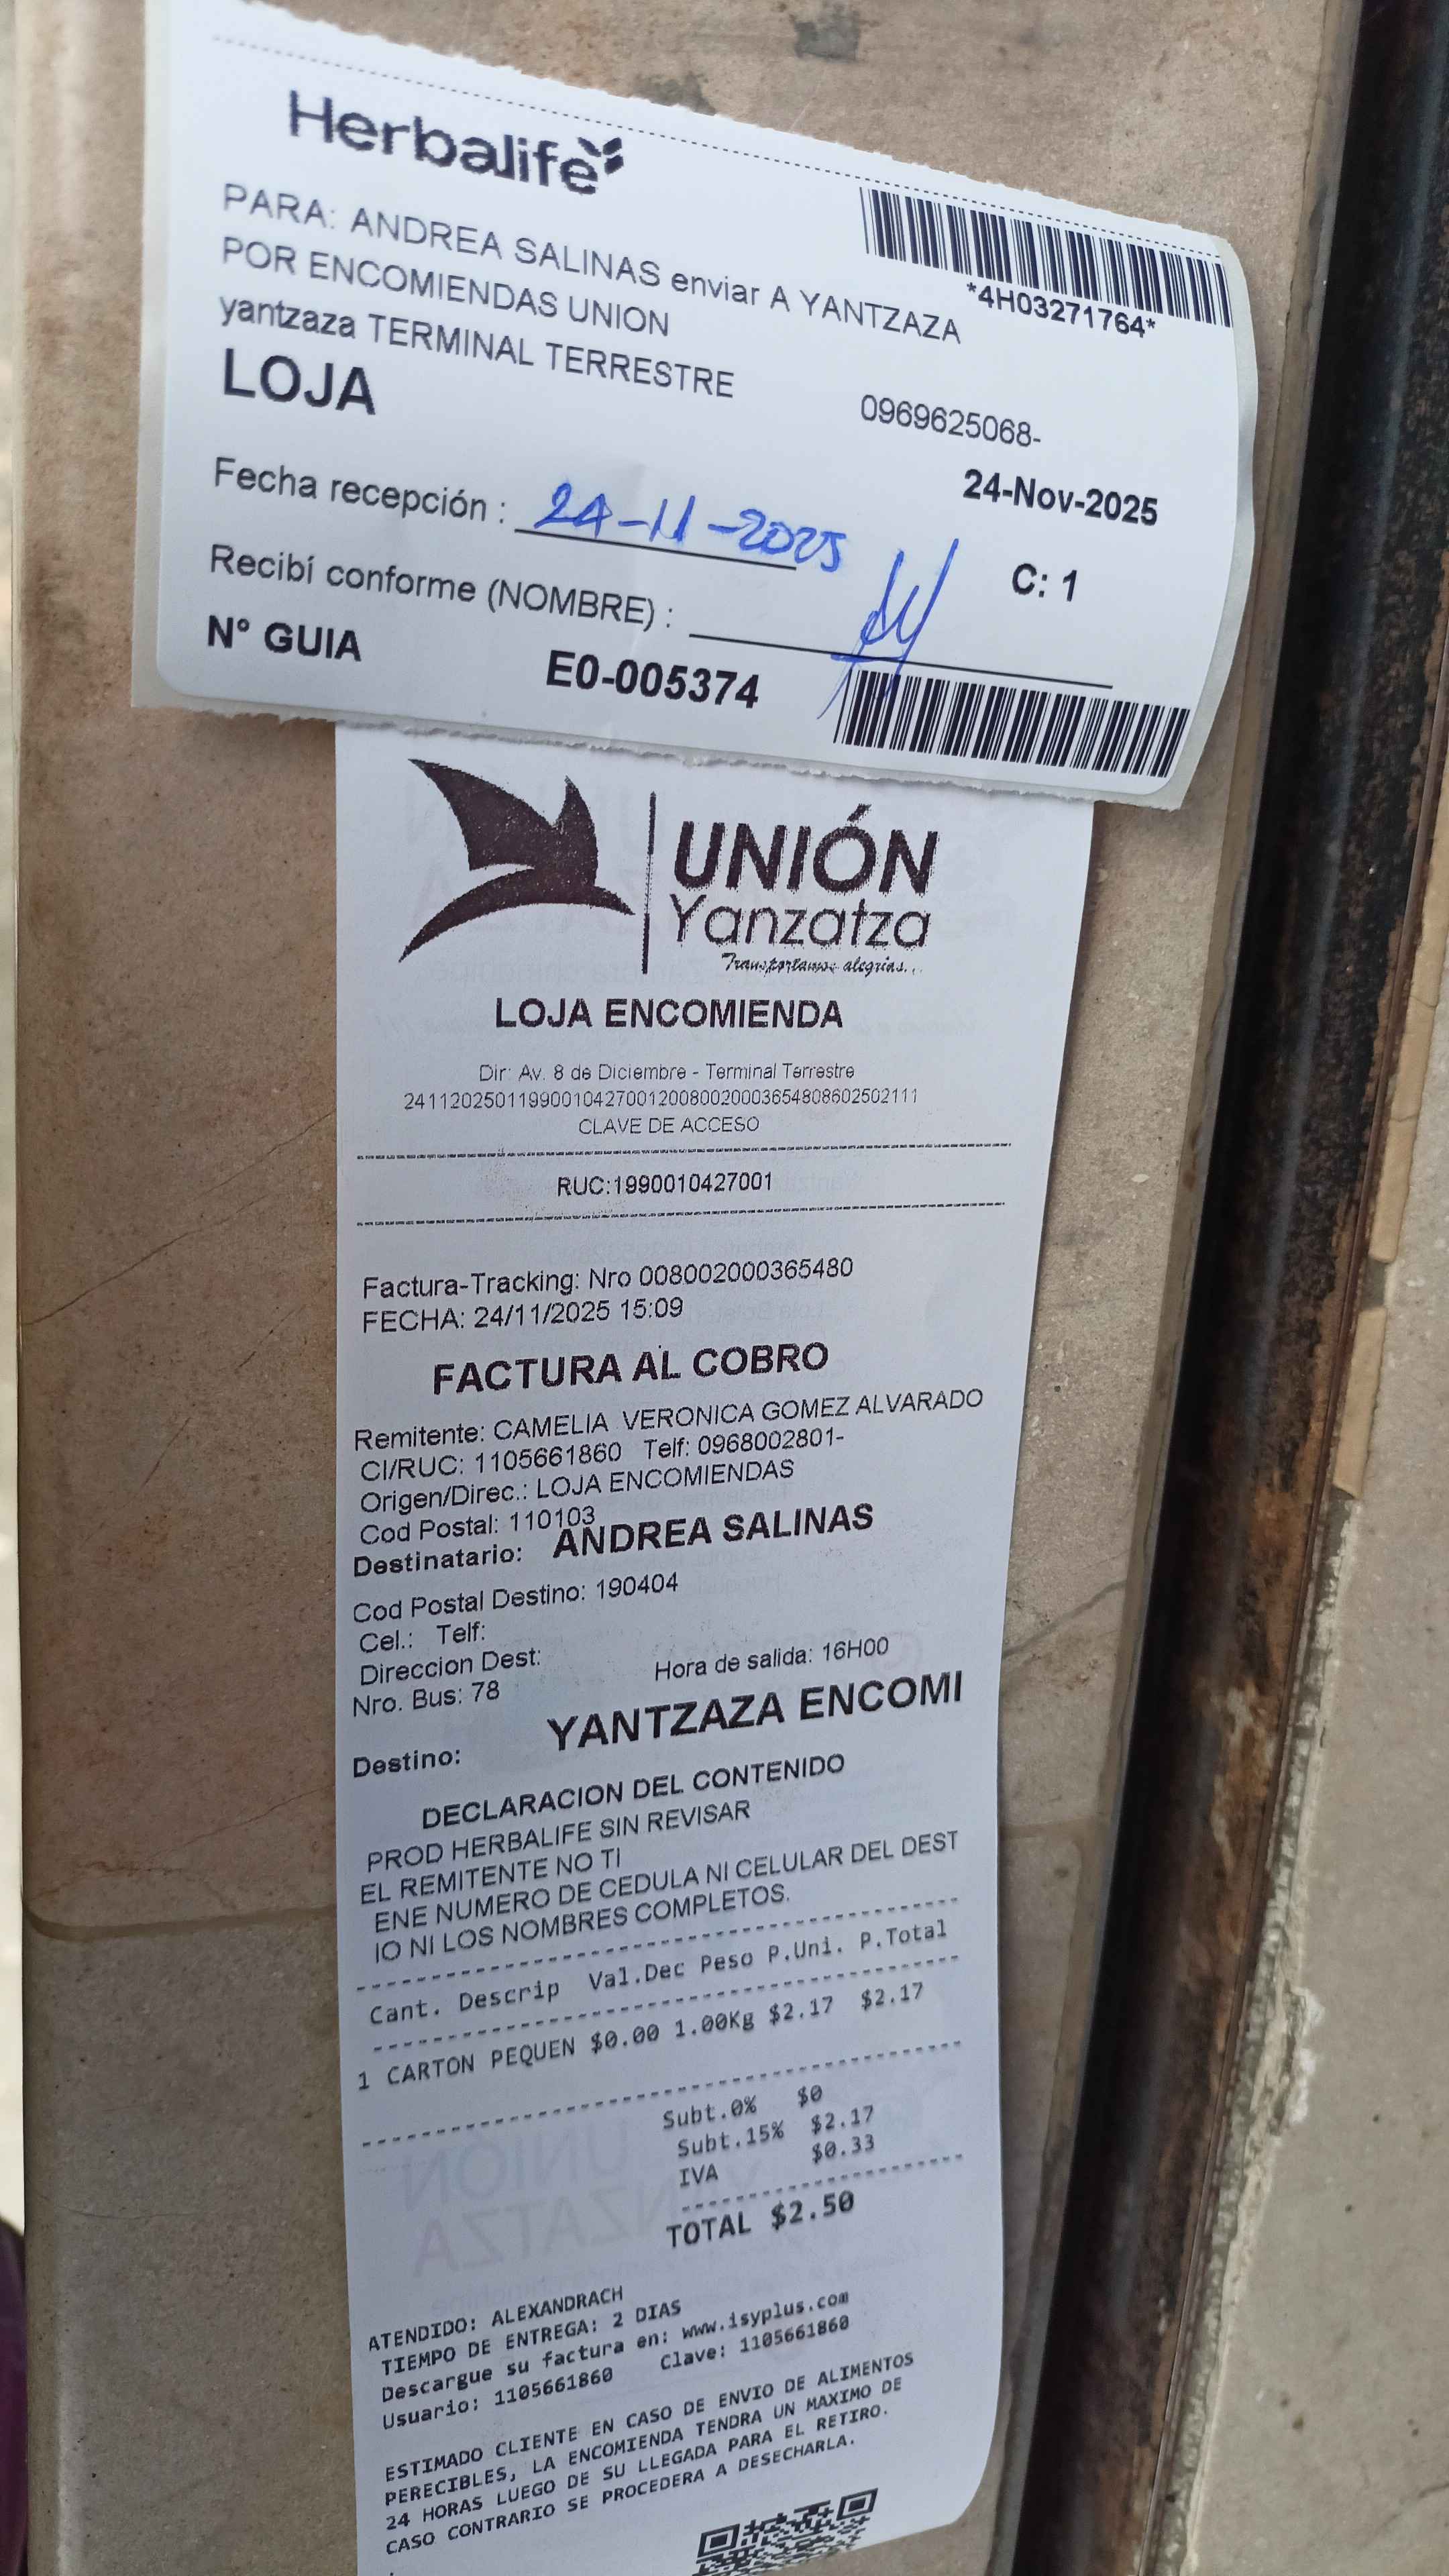 Herbalife
*4H03271764*
PARA: ANDREA SALINAS enviar A YANTZAZA
POR ENCOMIENDAS UNION
yantzaza TERMINAL TERRESTRE
0969625068-
LOJA
24-Nov-2025
Fecha recepción : 24-11-2025
C: 1
Recibí conforme (NOMBRE) :
N° GUIA E0-005374
UNIÓN
Yanzatza
Transportamos alegrias...
LOJA ENCOMIENDA
Dir: Av. 8 de Diciembre - Terminal Terrestre
2411202501199001042700120080020003654808602502111
CLAVE DE ACCESO
RUC:1990010427001
Factura-Tracking: Nro 008002000365480
FECHA: 24/11/2025 15:09
FACTURA AL COBRO
Remitente: CAMELIA VERONICA GOMEZ ALVARADO
CI/RUC: 1105661860 Telf: 0968002801-
Origen/Direc.: LOJA ENCOMIENDAS
Cod Postal: 110103
Destinatario: ANDREA SALINAS
Cod Postal Destino: 190404
Cel.: Telf:
Direccion Dest:
Nro. Bus: 78 Hora de salida: 16H00
Destino: YANTZAZA ENCOMI
DECLARACION DEL CONTENIDO
PROD HERBALIFE SIN REVISAR
EL REMITENTE NO TI
ENE NUMERO DE CEDULA NI CELULAR DEL DEST
IO NI LOS NOMBRES COMPLETOS.
Cant. Descrip Val.Dec Peso P.Uni. P.Total
1 CARTON PEQUEN $0.00 1.00Kg $2.17 $2.17
Subt.0% $0
Subt.15% $2.17
IVA $0.33
TOTAL $2.50
ATENDIDO: ALEXANDRACH
TIEMPO DE ENTREGA: 2 DIAS
Descargue su factura en: www.isyplus.com
Usuario: 1105661860 Clave: 1105661860
ESTIMADO CLIENTE EN CASO DE ENVIO DE ALIMENTOS
PERECIBLES, LA ENCOMIENDA TENDRA UN MAXIMO DE
24 HORAS LUEGO DE SU LLEGADA PARA EL RETIRO.
CASO CONTRARIO SE PROCEDERA A DESECHARLA.